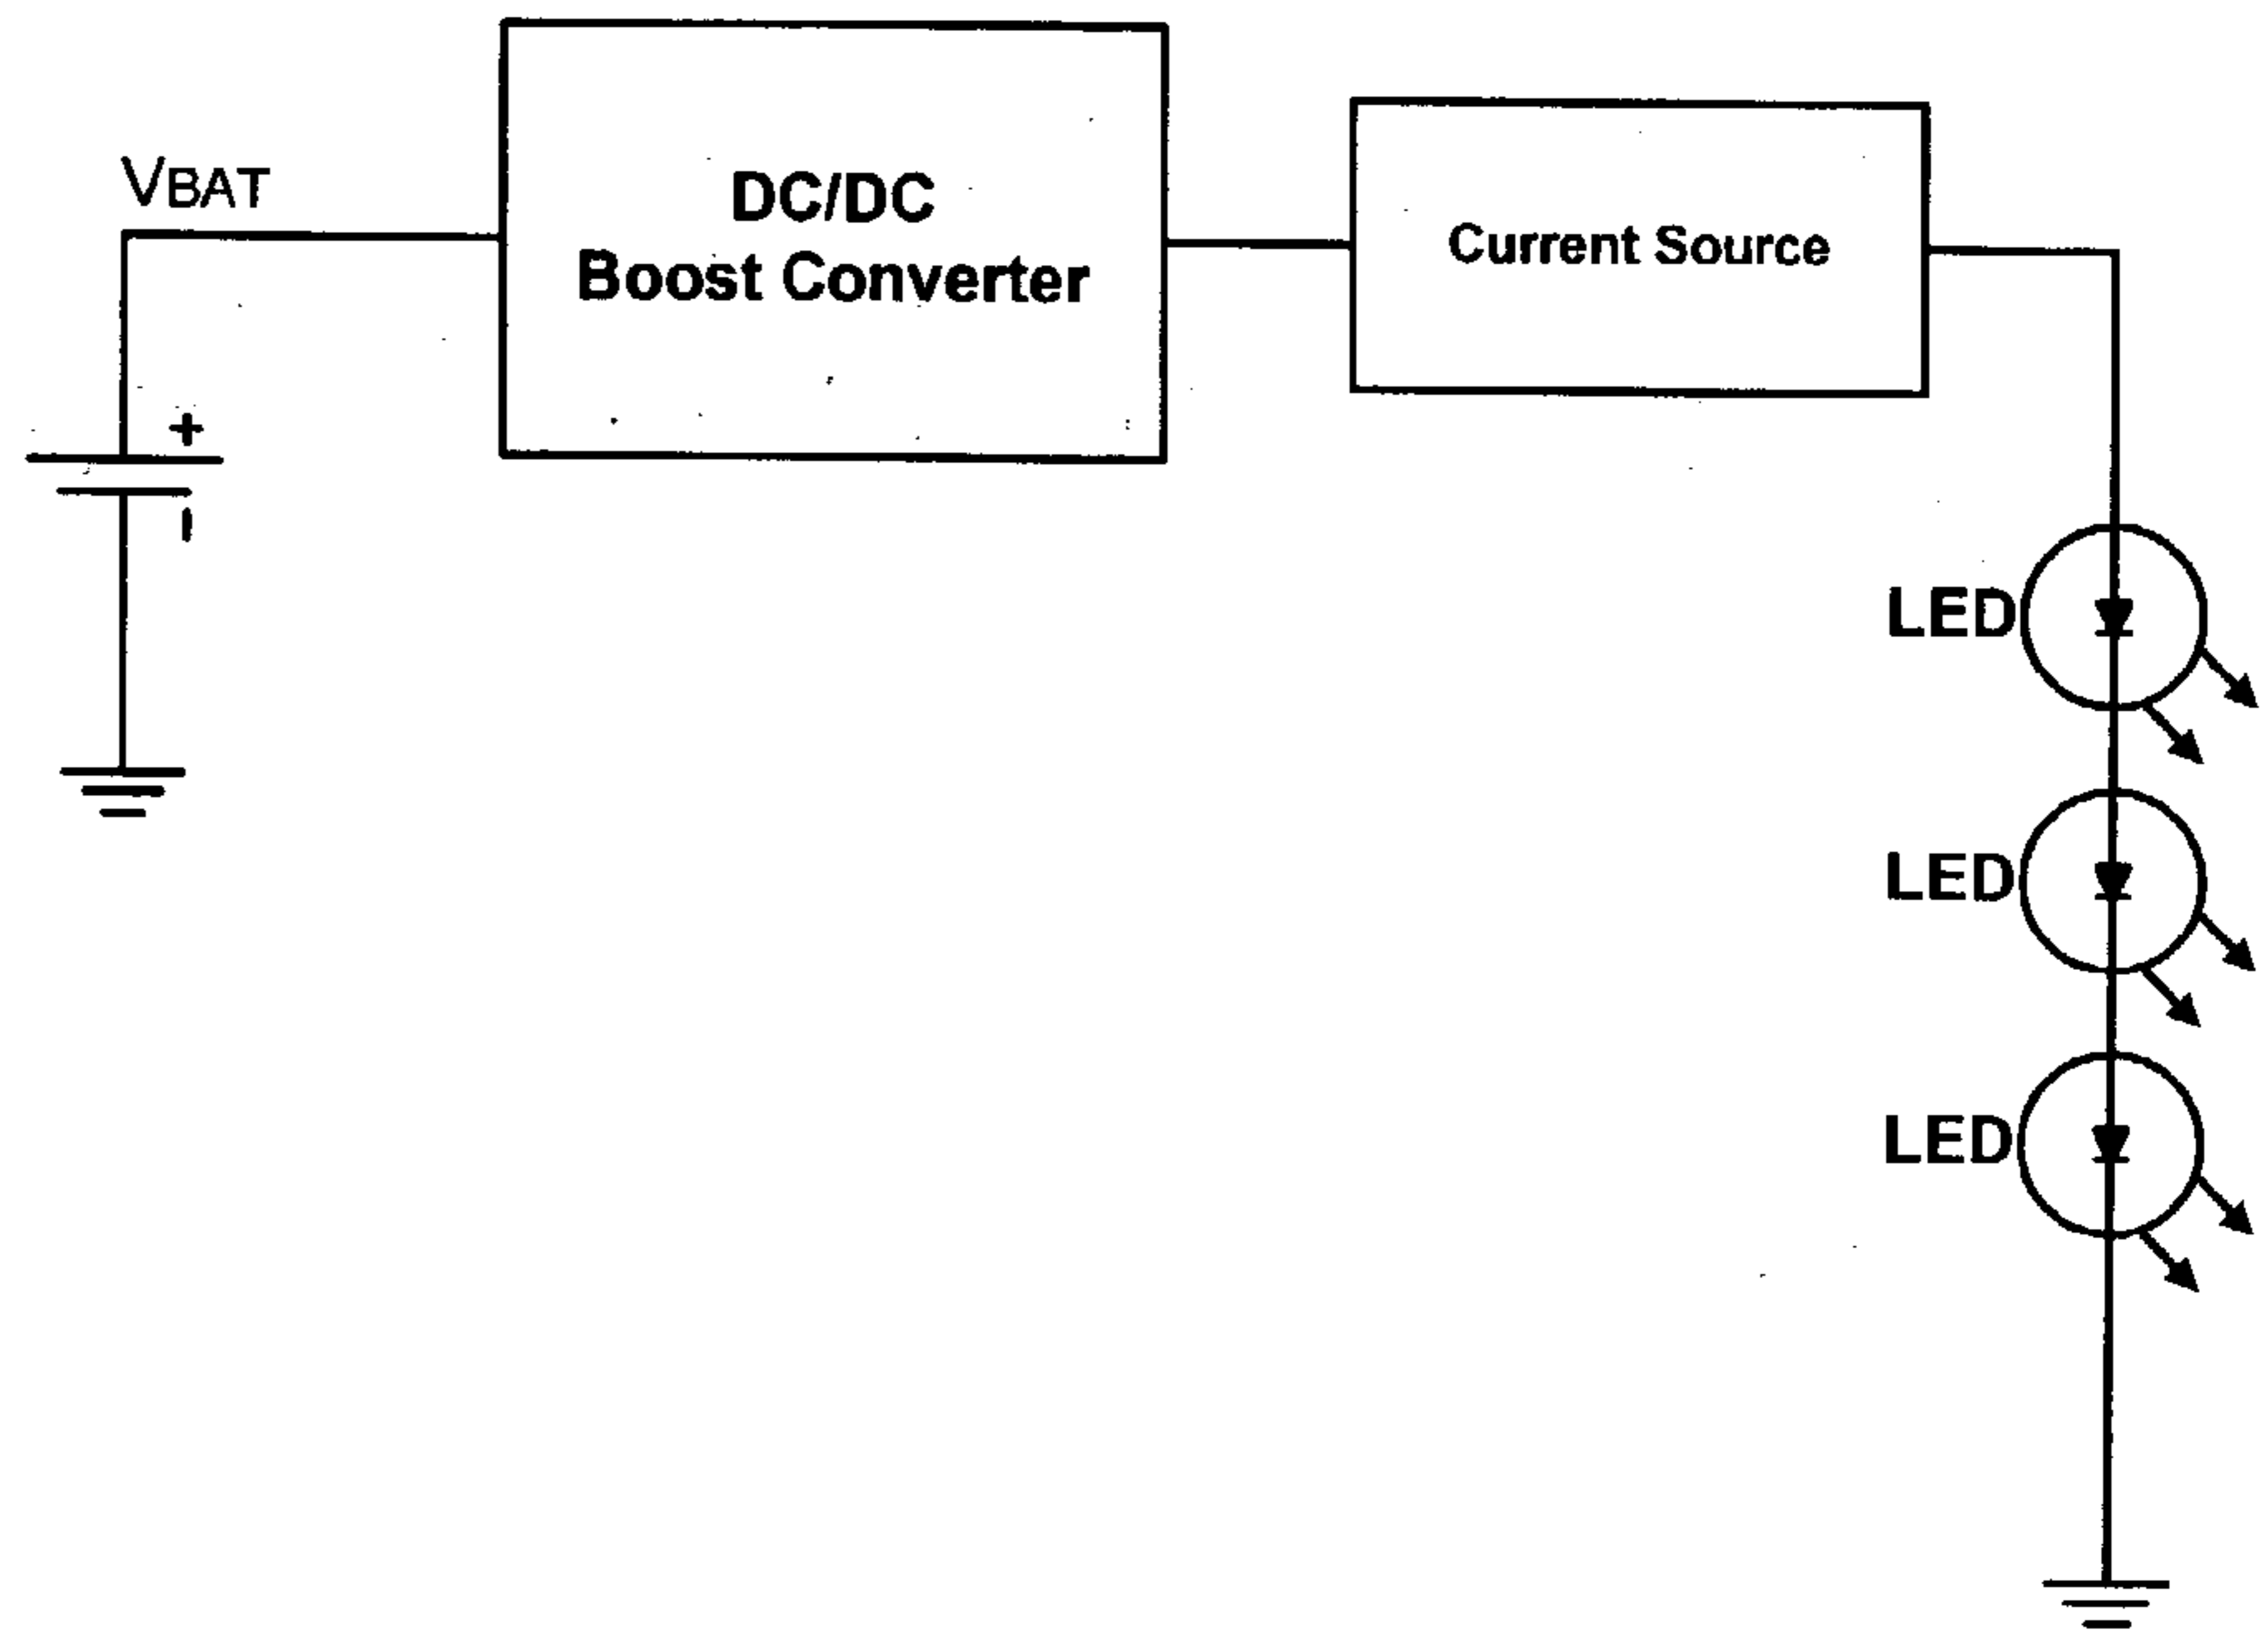 VBAT
DC/DC
Boost Converter
Current Source
+
-
LED
LED
LED